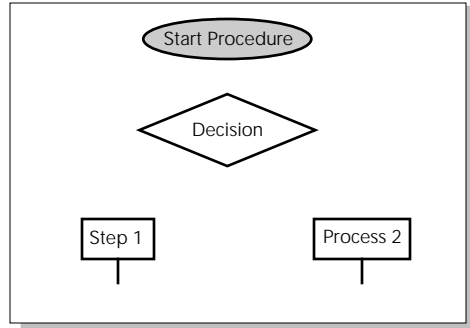 Start Procedure
Decision
Step 1
Process 2